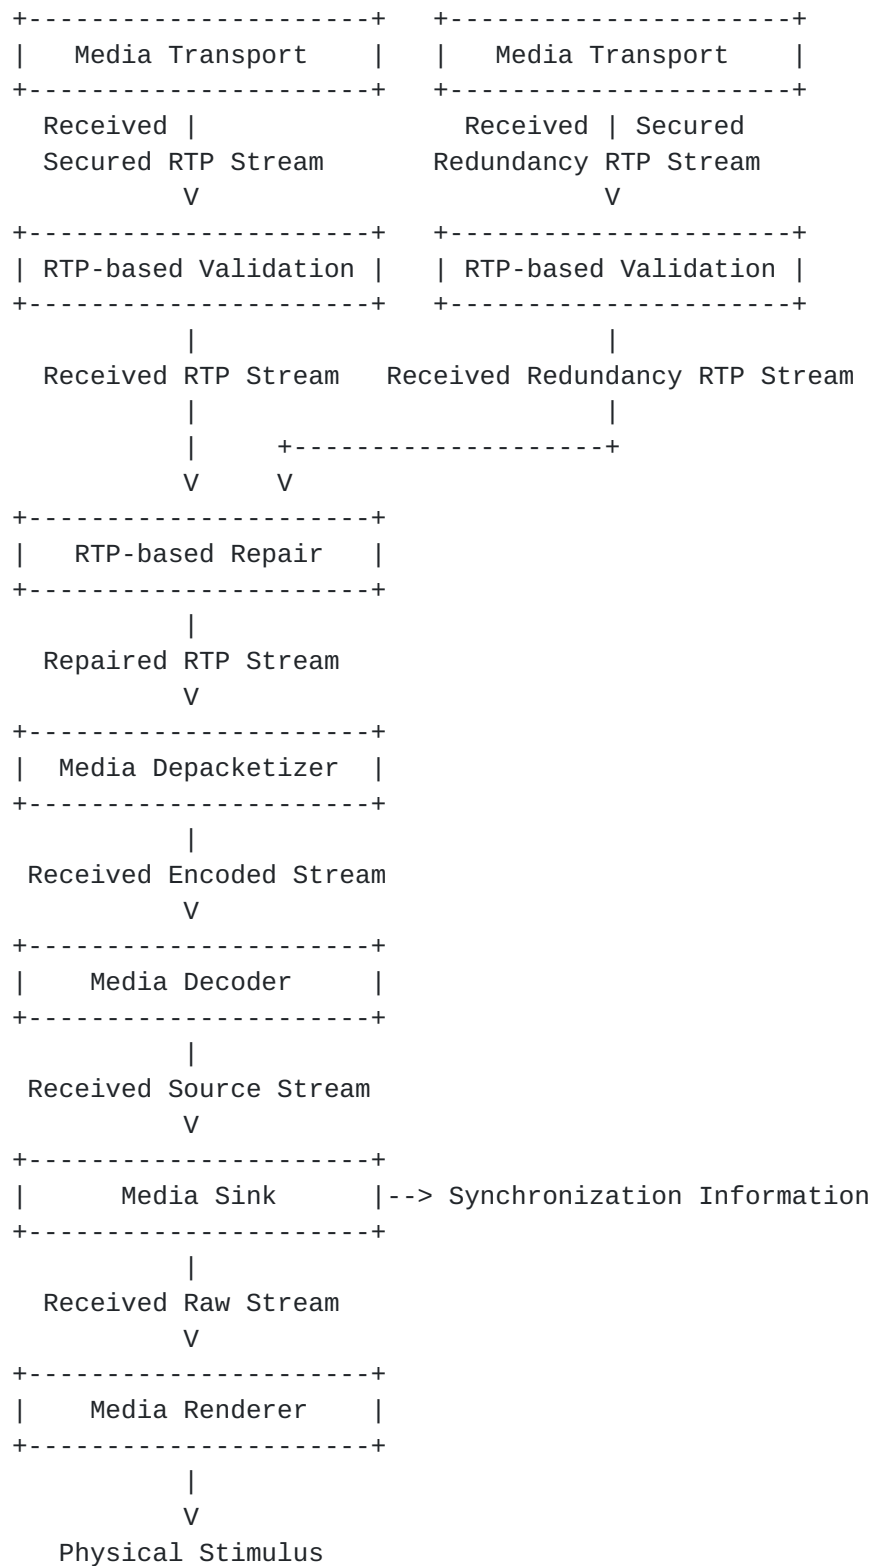 +----------------------+   +----------------------+
|   Media Transport    |   |   Media Transport    |
+----------------------+   +----------------------+
  Received |                 Received | Secured
  Secured RTP Stream       Redundancy RTP Stream
           V                          V
+----------------------+   +----------------------+
| RTP-based Validation |   | RTP-based Validation |
+----------------------+   +----------------------+
           |                          |
  Received RTP Stream   Received Redundancy RTP Stream
           |                          |
           |     +--------------------+
           V     V
+----------------------+
|   RTP-based Repair   |
+----------------------+
           |
  Repaired RTP Stream
           V
+----------------------+
|  Media Depacketizer  |
+----------------------+
           |
 Received Encoded Stream
           V
+----------------------+
|    Media Decoder     |
+----------------------+
           |
 Received Source Stream
           V
+----------------------+
|      Media Sink      |--> Synchronization Information
+----------------------+
           |
  Received Raw Stream
           V
+----------------------+
|    Media Renderer    |
+----------------------+
           |
           V
   Physical Stimulus